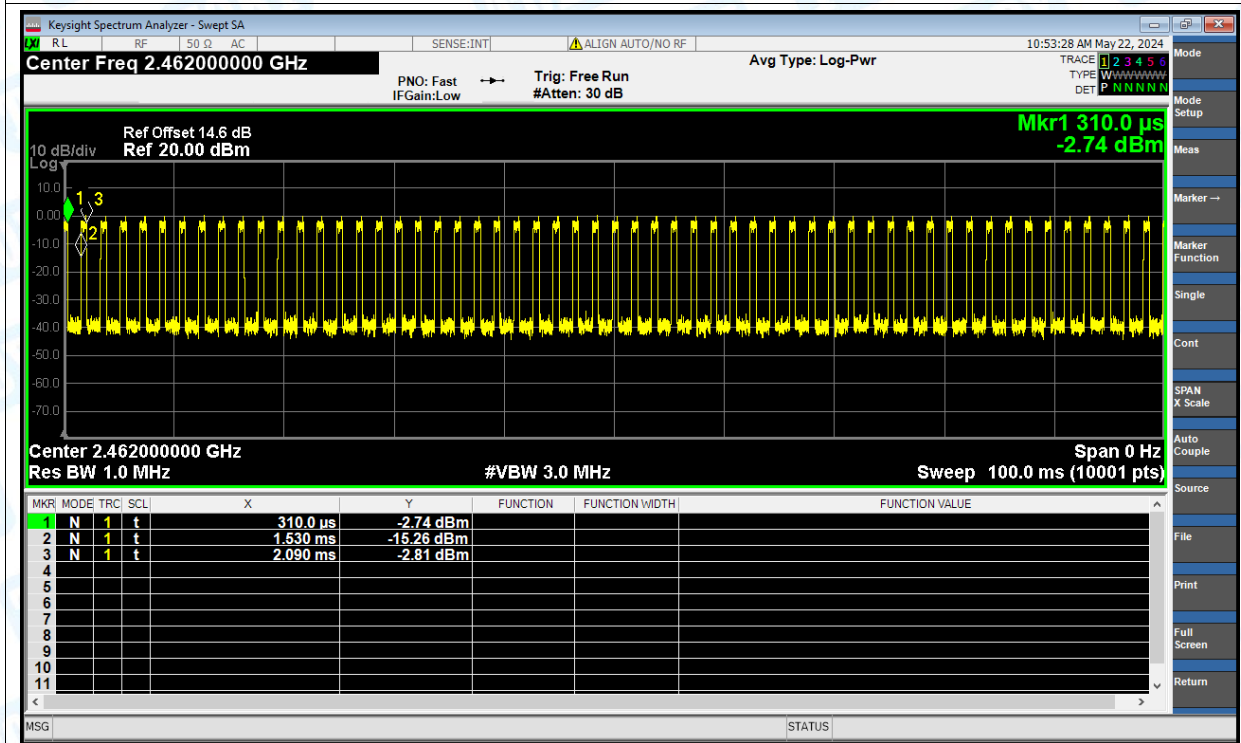 Keysight Spectrum Analyzer - Swept SA
LXI RL RF 50 Ω AC SENSE:INT ALIGN AUTO/NO RF 10:53:28 AM May 22, 2024
Center Freq 2.462000000 GHz
PNO: Fast
IFGain:Low
Trig: Free Run
#Atten: 30 dB
Avg Type: Log-Pwr
TRACE 1 2 3 4 5 6
TYPE WWWWWW
DET P N N N N N
Ref Offset 14.6 dB
10 dB/div Ref 20.00 dBm
Log
Mkr1 310.0 µs
-2.74 dBm
10.0
0.00
-10.0
-20.0
-30.0
-40.0
-50.0
-60.0
-70.0
1 3
2
Center 2.462000000 GHz Span 0 Hz
Res BW 1.0 MHz #VBW 3.0 MHz Sweep 100.0 ms (10001 pts)
MKR MODE TRC SCL X Y FUNCTION FUNCTION WIDTH FUNCTION VALUE
1 N 1 t 310.0 µs -2.74 dBm
2 N 1 t 1.530 ms -15.26 dBm
3 N 1 t 2.090 ms -2.81 dBm
4
5
6
7
8
9
10
11
MSG STATUS
Mode
Mode
Setup
Meas
Marker →
Marker
Function
Single
Cont
SPAN
X Scale
Auto
Couple
Source
File
Print
Full
Screen
Return